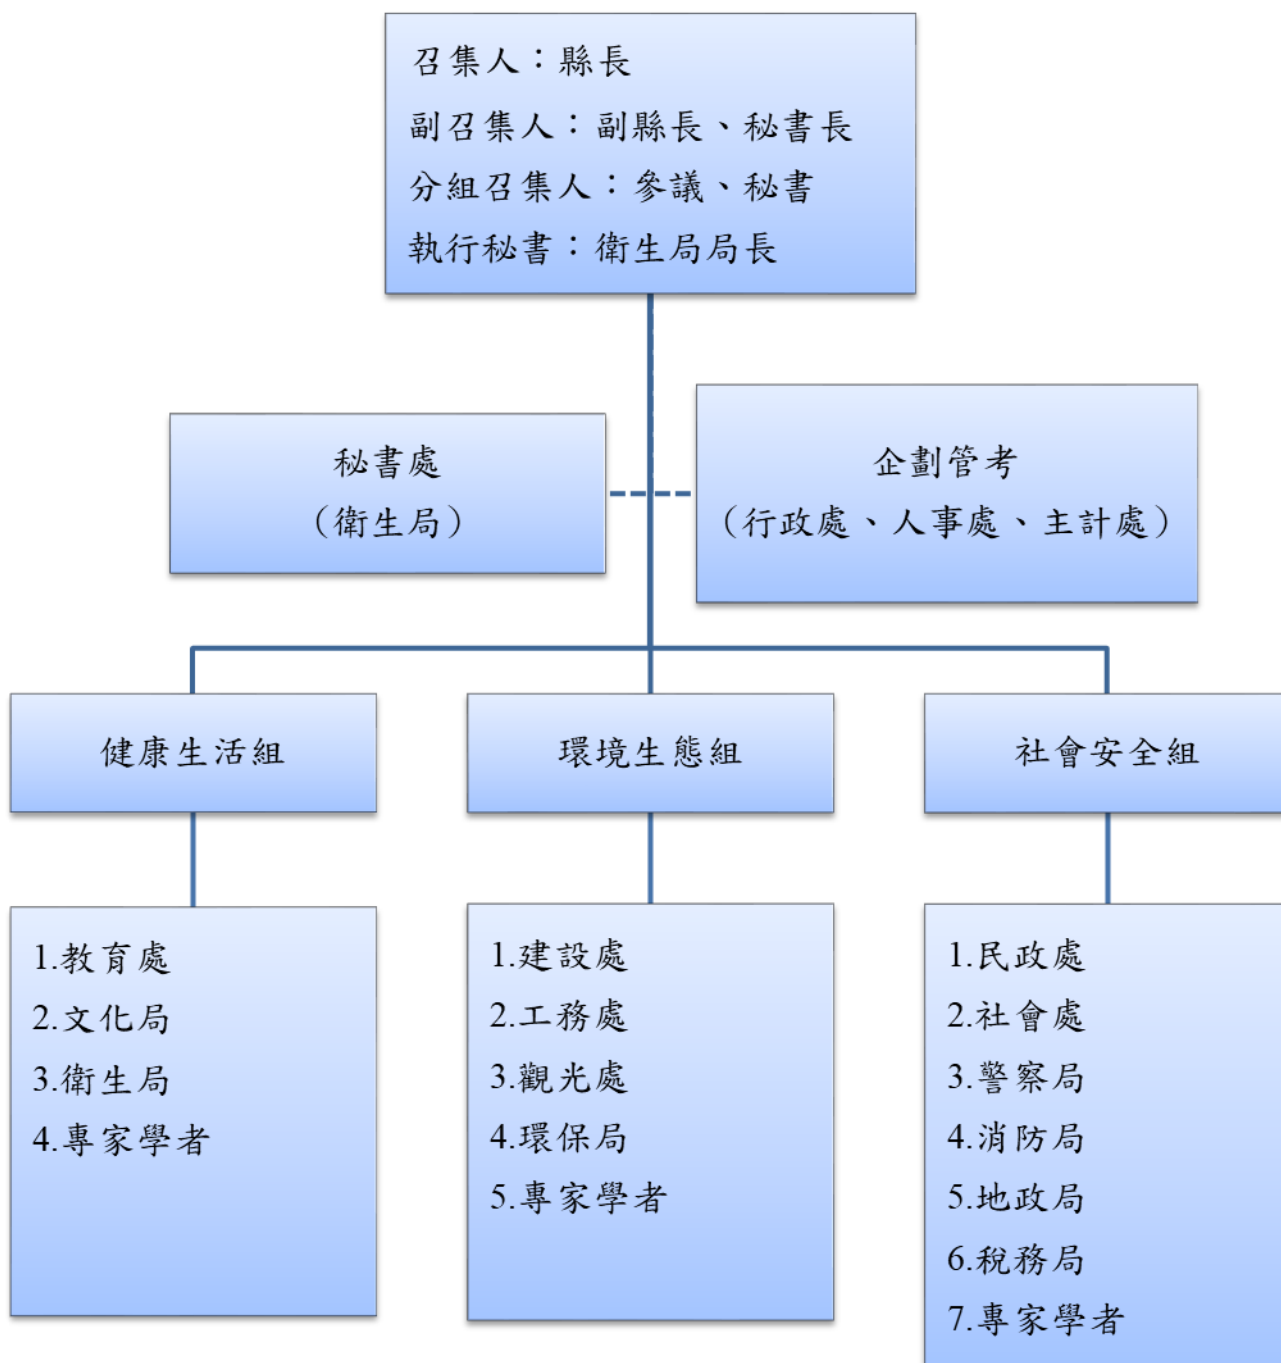 召集人：縣長
副召集人：副縣長、秘書長
分組召集人：參議、秘書
執行秘書：衛生局局長
秘書處
（衛生局）
企劃管考
（行政處、人事處、主計處）
健康生活組
環境生態組
社會安全組
1.教育處
2.文化局
3.衛生局
4.專家學者
1.建設處
2.工務處
3.觀光處
4.環保局
5.專家學者
1.民政處
2.社會處
3.警察局
4.消防局
5.地政局
6.稅務局
7.專家學者